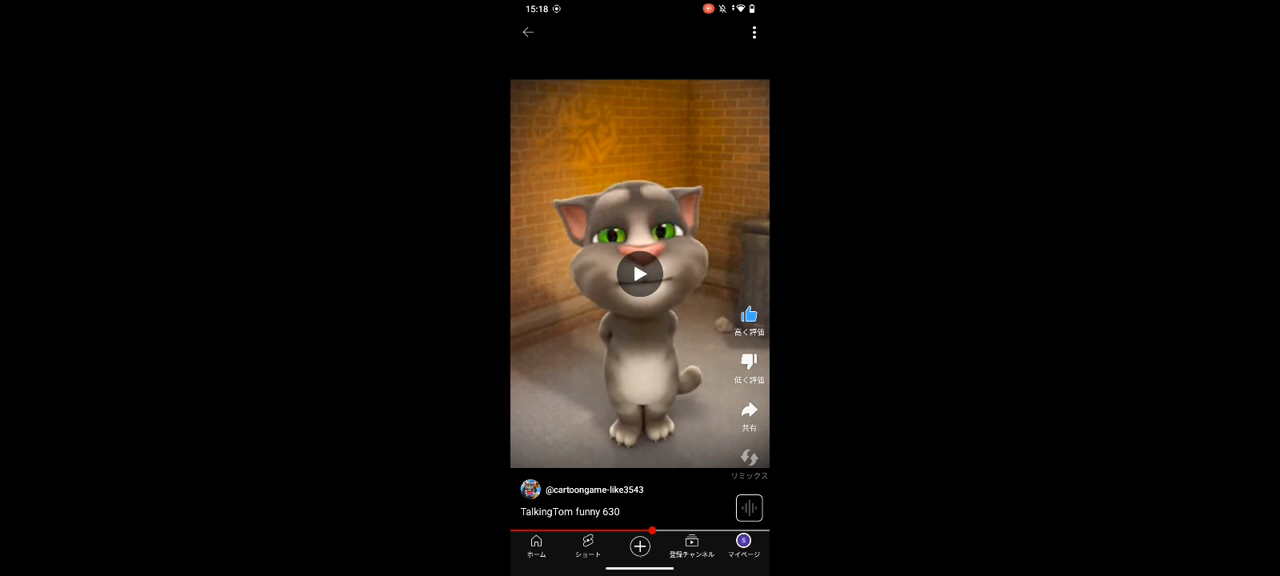 15:18
高く評価
低く評価
共有
リミックス
@cartoongame-like3543
TalkingTom funny 630
ホーム
ショート
登録チャンネル
マイページ
S